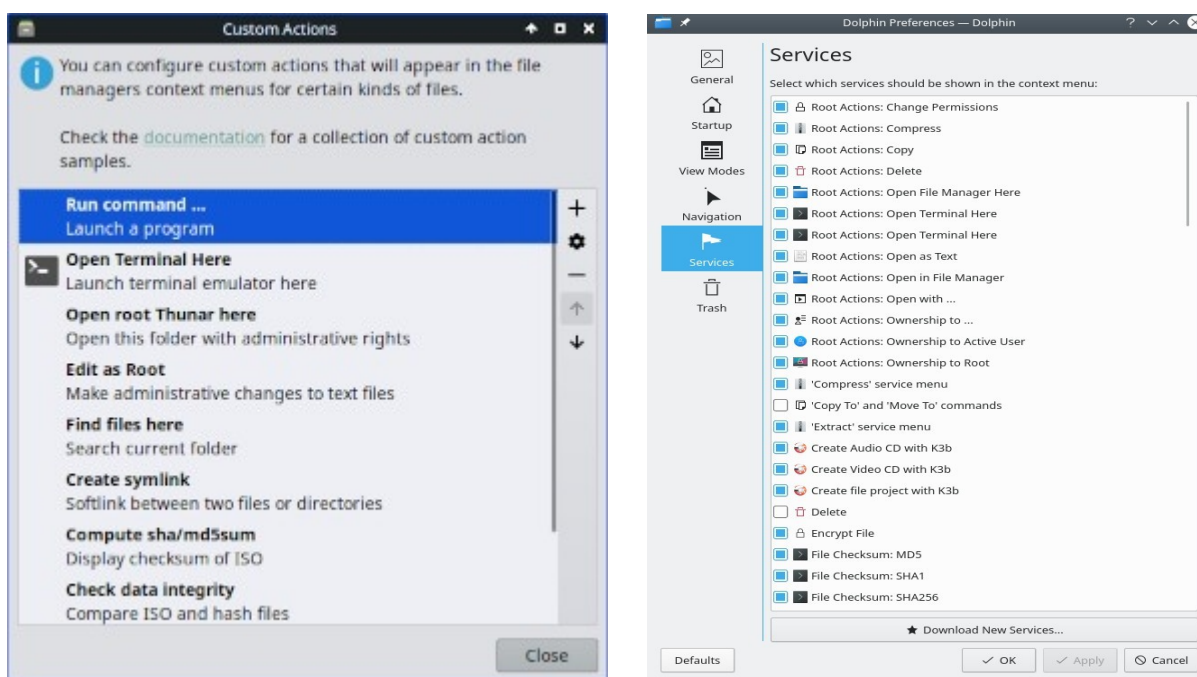 Custom Actions
You can configure custom actions that will appear in the file
managers context menus for certain kinds of files.
Check the documentation for a collection of custom action
samples.
Run command ...
Launch a program
Open Terminal Here
Launch terminal emulator here
Open root Thunar here
Open this folder with administrative rights
Edit as Root
Make administrative changes to text files
Find files here
Search current folder
Create symlink
Softlink between two files or directories
Compute sha/md5sum
Display checksum of ISO
Check data integrity
Compare ISO and hash files
Close
Dolphin Preferences — Dolphin
General
Startup
View Modes
Navigation
Services
Trash
Services
Select which services should be shown in the context menu:
Root Actions: Change Permissions
Root Actions: Compress
Root Actions: Copy
Root Actions: Delete
Root Actions: Open File Manager Here
Root Actions: Open Terminal Here
Root Actions: Open Terminal Here
Root Actions: Open as Text
Root Actions: Open in File Manager
Root Actions: Open with ...
Root Actions: Ownership to ...
Root Actions: Ownership to Active User
Root Actions: Ownership to Root
'Compress' service menu
'Copy To' and 'Move To' commands
'Extract' service menu
Create Audio CD with K3b
Create Video CD with K3b
Create file project with K3b
Delete
Encrypt File
File Checksum: MD5
File Checksum: SHA1
File Checksum: SHA256
Download New Services...
Defaults
OK
Apply
Cancel